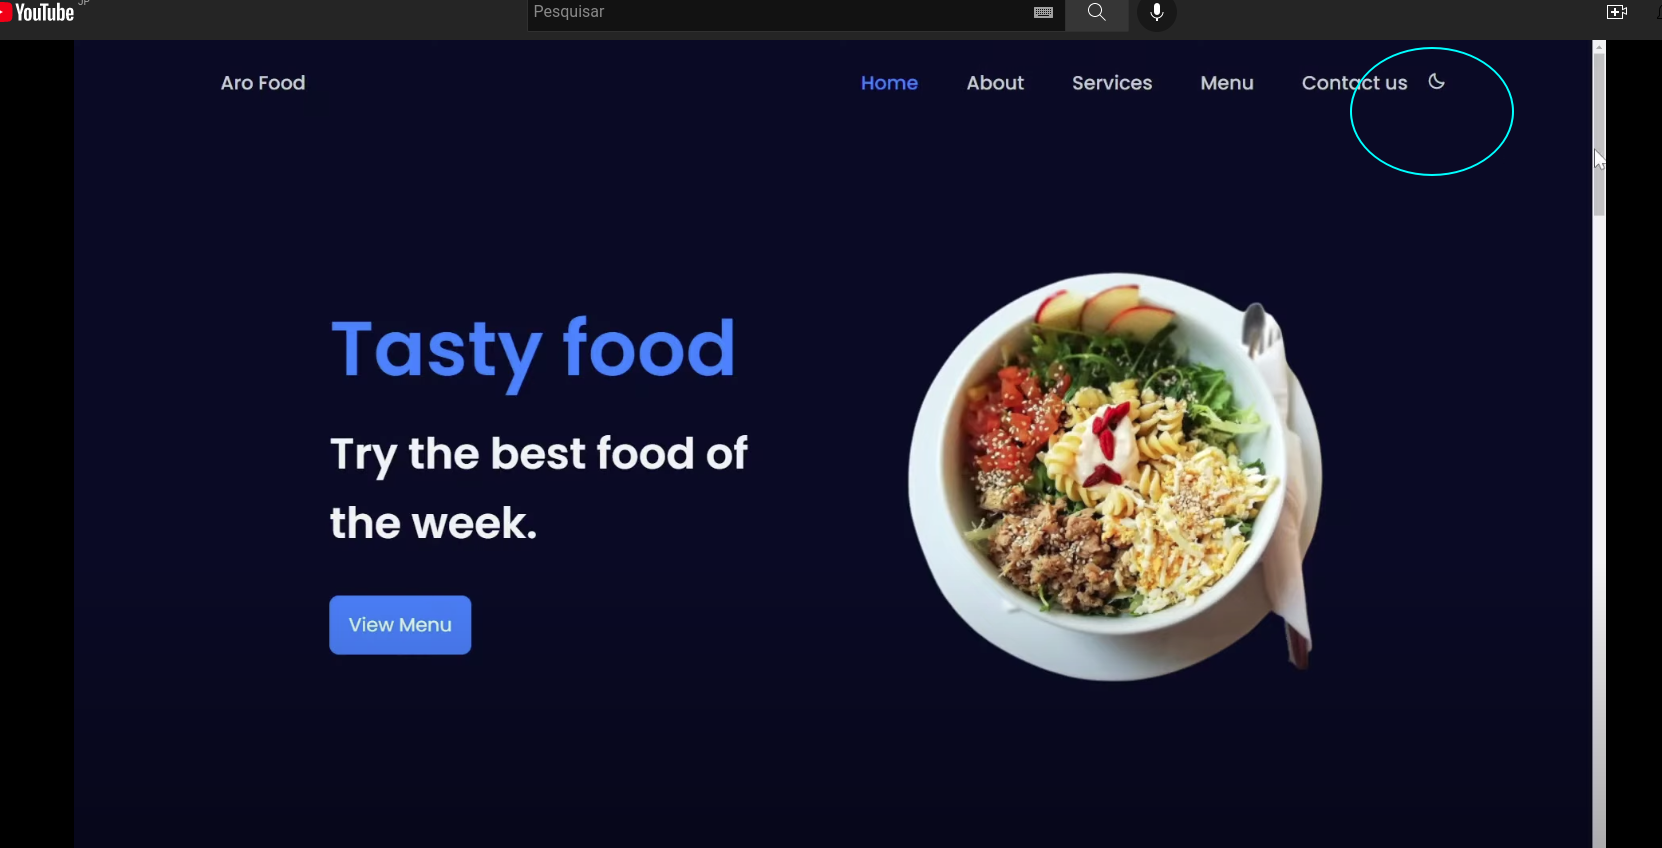 YouTube JP
Pesquisar
Aro Food
Home About Services Menu Contact us
Tasty food
Try the best food of
the week.
View Menu